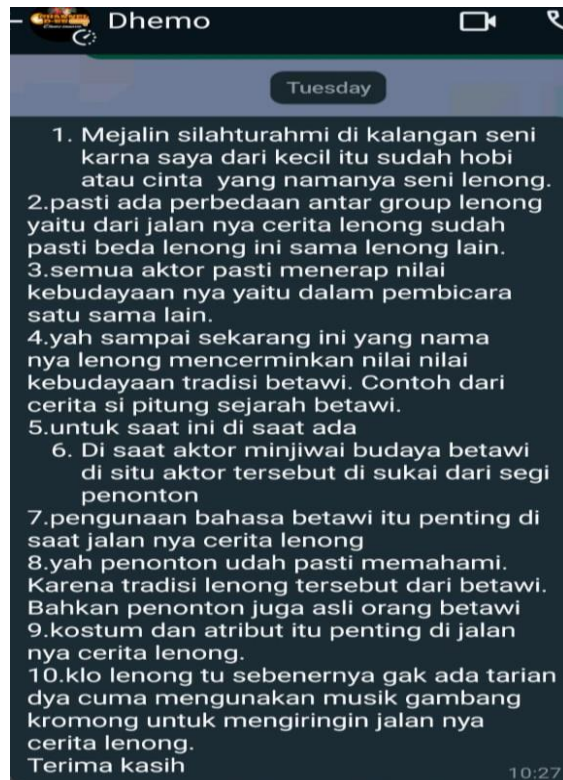 Dhemo
Tuesday
1. Mejalin silahturahmi di kalangan seni
karna saya dari kecil itu sudah hobi
atau cinta yang namanya seni lenong.
2.pasti ada perbedaan antar group lenong
yaitu dari jalan nya cerita lenong sudah
pasti beda lenong ini sama lenong lain.
3.semua aktor pasti menerap nilai
kebudayaan nya yaitu dalam pembicara
satu sama lain.
4.yah sampai sekarang ini yang nama
nya lenong mencerminkan nilai nilai
kebudayaan tradisi betawi. Contoh dari
cerita si pitung sejarah betawi.
5.untuk saat ini di saat ada
6. Di saat aktor minjiwai budaya betawi
di situ aktor tersebut di sukai dari segi
penonton
7.pengunaan bahasa betawi itu penting di
saat jalan nya cerita lenong
8.yah penonton udah pasti memahami.
Karena tradisi lenong tersebut dari betawi.
Bahkan penonton juga asli orang betawi
9.kostum dan atribut itu penting di jalan
nya cerita lenong.
10.klo lenong tu sebenernya gak ada tarian
dya cuma mengunakan musik gambang
kromong untuk mengiringin jalan nya
cerita lenong.
Terima kasih
10:27